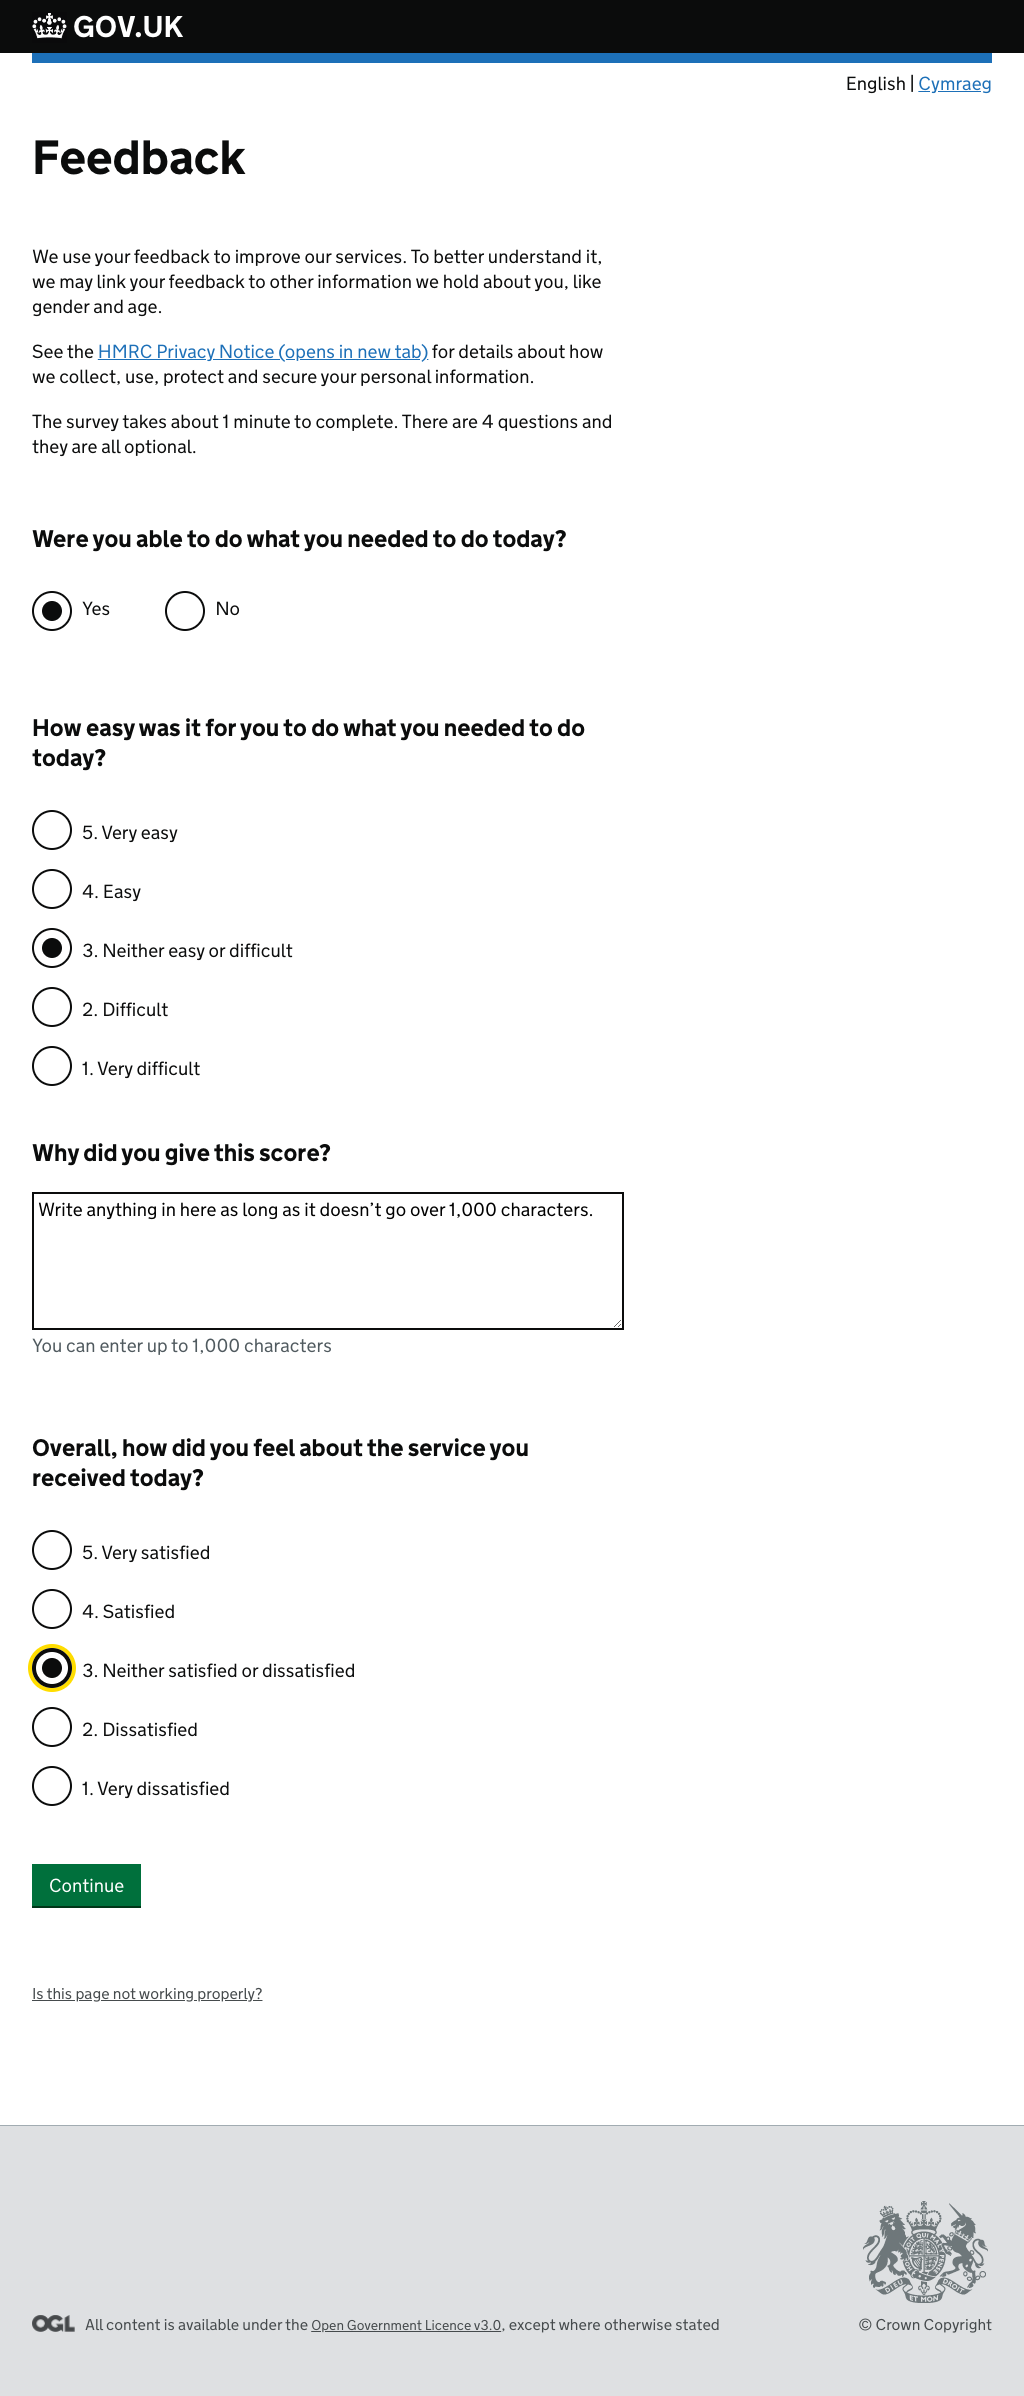 GOV.UK
English | Cymraeg
Feedback
We use your feedback to improve our services. To better understand it,
we may link your feedback to other information we hold about you, like
gender and age.
See the HMRC Privacy Notice (opens in new tab) for details about how
we collect, use, protect and secure your personal information.
The survey takes about 1 minute to complete. There are 4 questions and
they are all optional.
Were you able to do what you needed to do today?
Yes No
How easy was it for you to do what you needed to do
today?
5. Very easy
4. Easy
3. Neither easy or difficult
2. Difficult
1. Very difficult
Why did you give this score?
Write anything in here as long as it doesn’t go over 1,000 characters.
You can enter up to 1,000 characters
Overall, how did you feel about the service you
received today?
5. Very satisfied
4. Satisfied
3. Neither satisfied or dissatisfied
2. Dissatisfied
1. Very dissatisfied
Continue
Is this page not working properly?
DIEU ET MON DROIT
OGL All content is available under the Open Government Licence v3.0, except where otherwise stated
© Crown Copyright